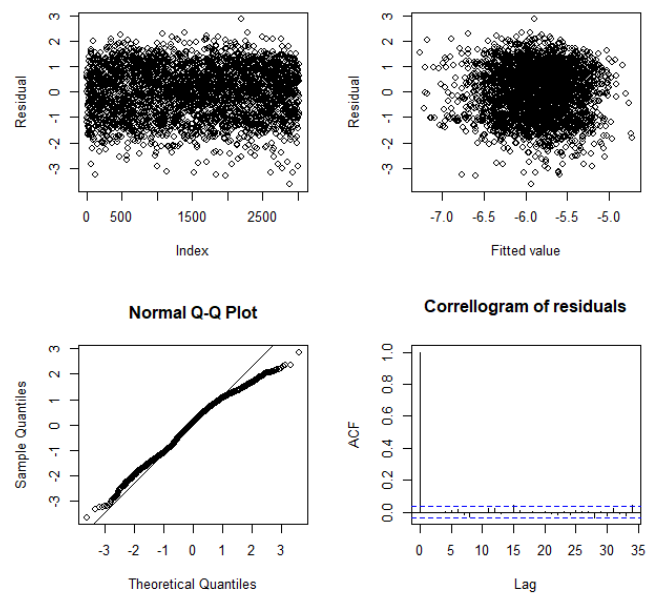 3
2
1
0
-1
-2
-3
Residual
0 500 1500 2500
Index
3
2
1
0
-1
-2
-3
Residual
-7.0 -6.5 -6.0 -5.5 -5.0
Fitted value
Normal Q-Q Plot
3
2
1
0
-1
-2
-3
Sample Quantiles
-3 -2 -1 0 1 2 3
Theoretical Quantiles
Correllogram of residuals
1.0
0.8
0.6
0.4
0.2
0.0
ACF
0 5 10 15 20 25 30 35
Lag